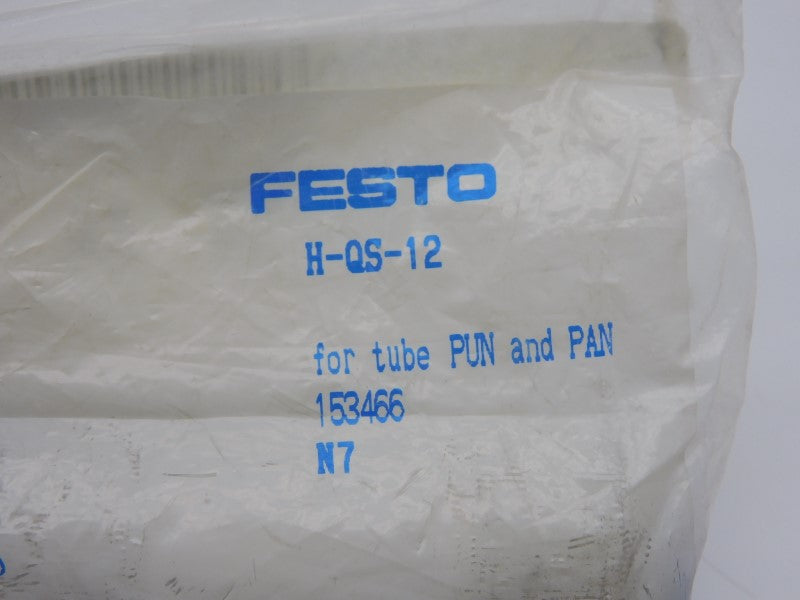 FESTO
H-QS-12
for tube PUN and PAN
153466
N7